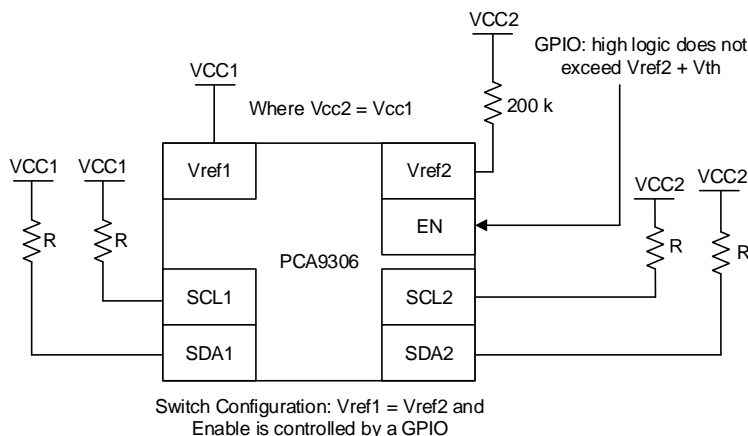 VCC2
GPIO: high logic does not
exceed Vref2 + Vth
VCC1
Where Vcc2 = Vcc1
200 k
VCC1
VCC1
Vref1
Vref2
VCC2
VCC2
EN
R
R
R
R
PCA9306
SCL1
SCL2
SDA1
SDA2
Switch Configuration: Vref1 = Vref2 and
Enable is controlled by a GPIO